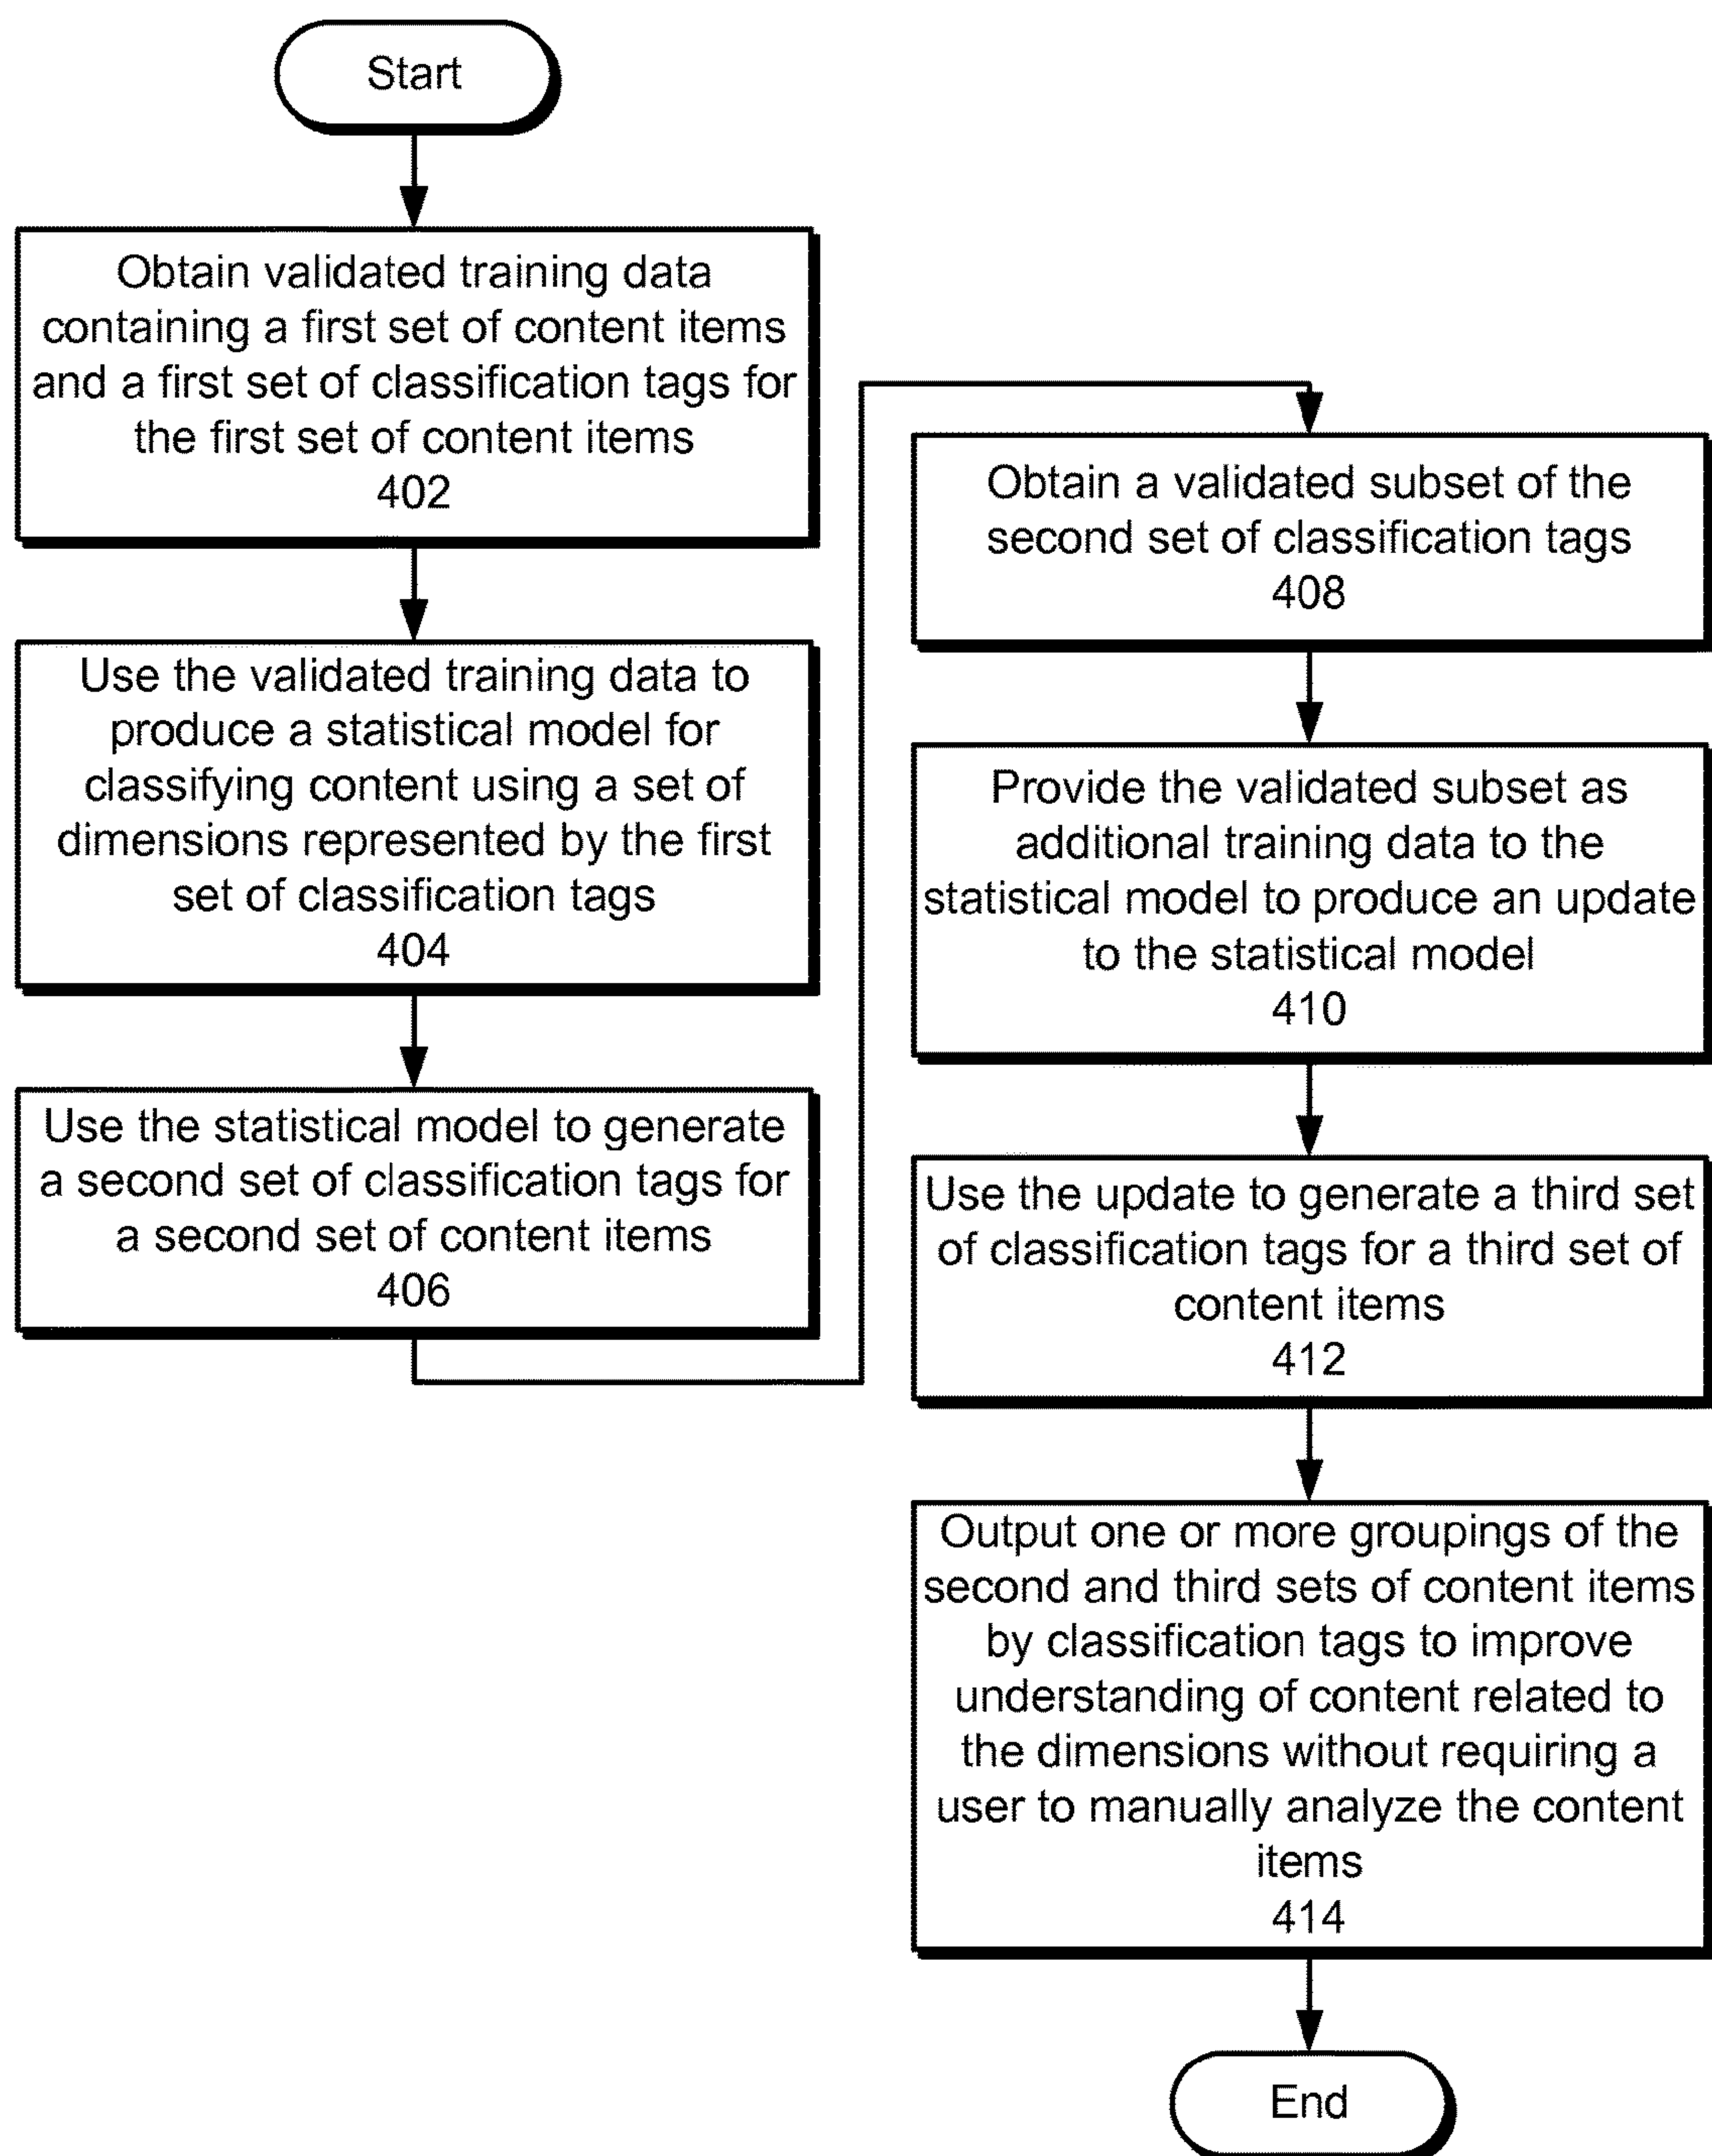 Start
Obtain validated training data
containing a first set of content items
and a first set of classification tags for
the first set of content items
402
Use the validated training data to
produce a statistical model for
classifying content using a set of
dimensions represented by the first
set of classification tags
404
Use the statistical model to generate
a second set of classification tags for
a second set of content items
406
Obtain a validated subset of the
second set of classification tags
408
Provide the validated subset as
additional training data to the
statistical model to produce an update
to the statistical model
410
Use the update to generate a third set
of classification tags for a third set of
content items
412
Output one or more groupings of the
second and third sets of content items
by classification tags to improve
understanding of content related to
the dimensions without requiring a
user to manually analyze the content
items
414
End